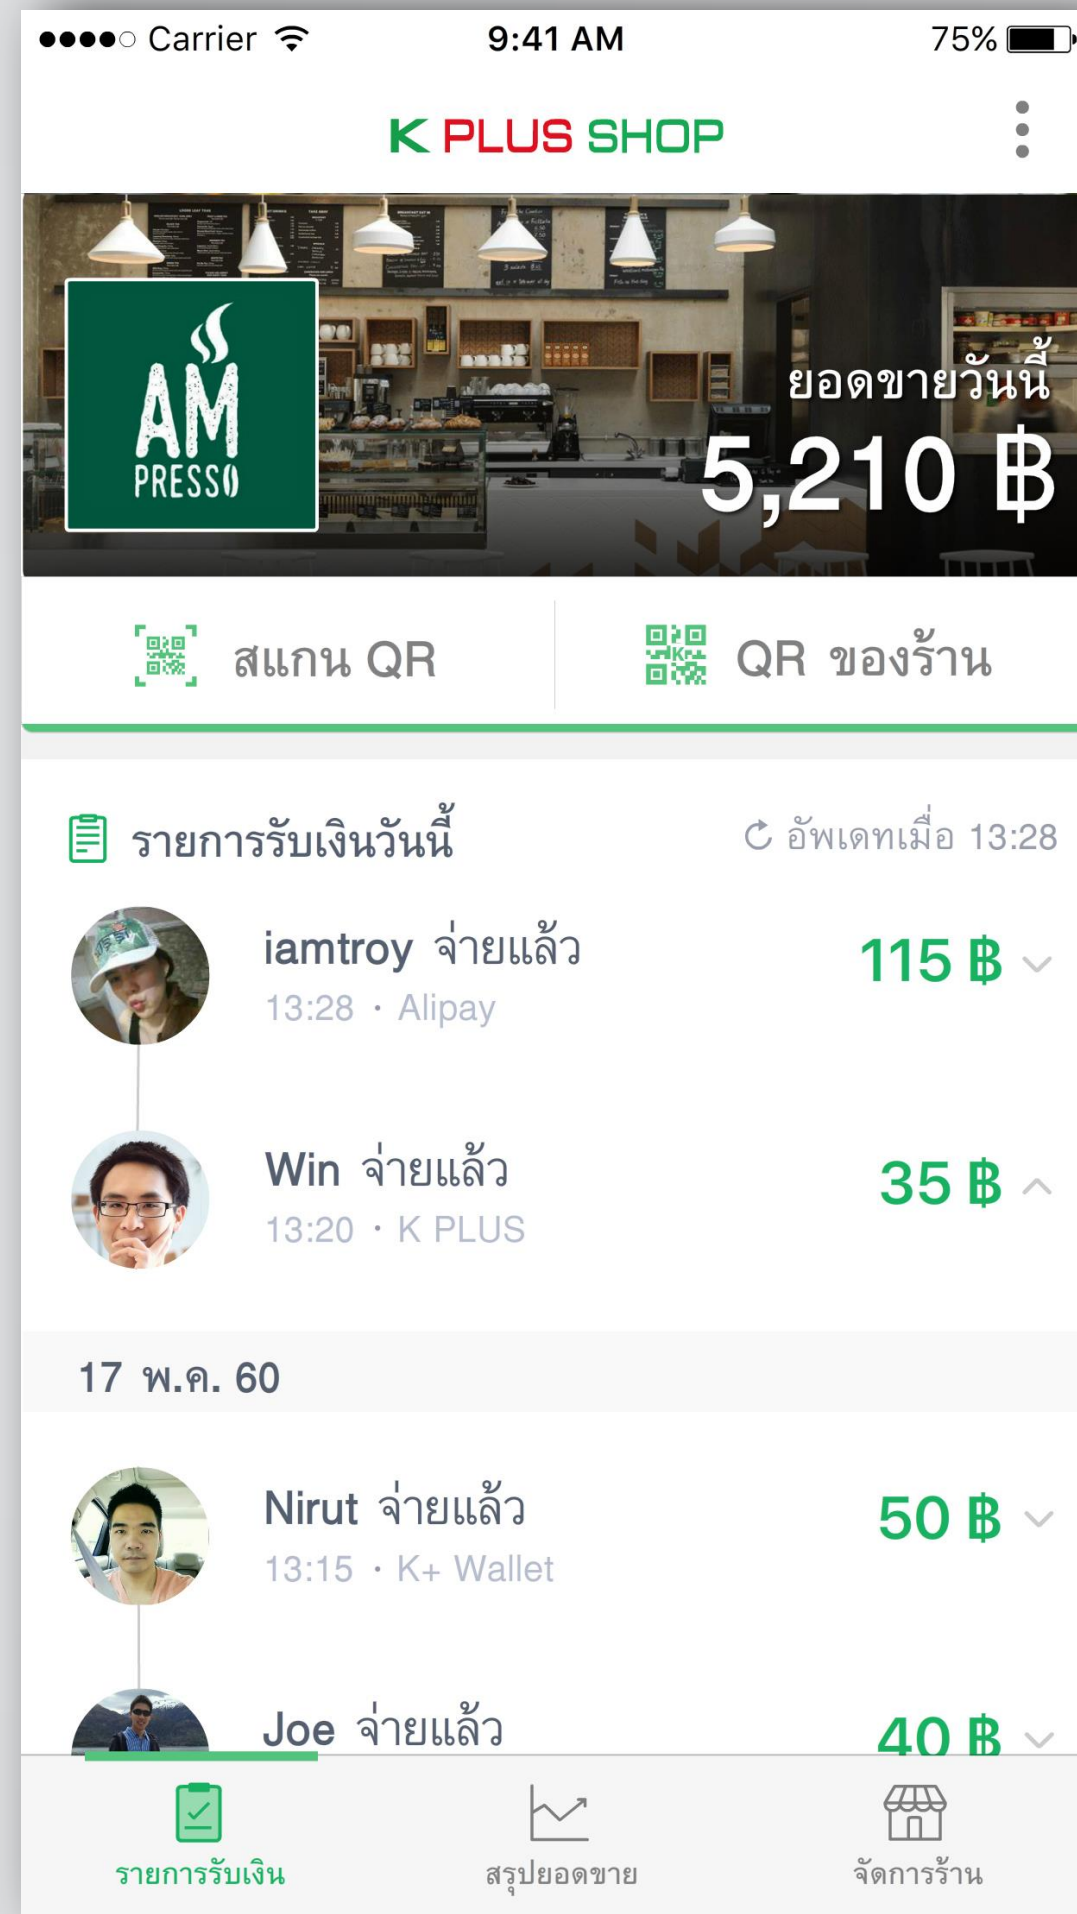 Carrier 9:41 AM 75%
K PLUS SHOP
AM
PRESSO
ยอดขายวันนี้
5,210 ฿
สแกน QR
QR ของร้าน
รายการรับเงินวันนี้
อัพเดทเมื่อ 13:28
iamtroy จ่ายแล้ว
115 ฿
13:28 · Alipay
Win จ่ายแล้ว
35 ฿
13:20 · K PLUS
17 พ.ค. 60
Nirut จ่ายแล้ว
50 ฿
13:15 · K+ Wallet
Joe จ่ายแล้ว
40 ฿
รายการรับเงิน
สรุปยอดขาย
จัดการร้าน